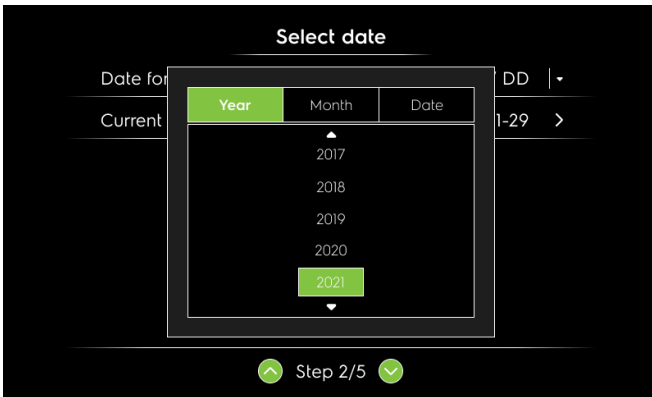 Select date
Date for DD
Current 1-29
Year Month Date
2017
2018
2019
2020
2021
Step 2/5